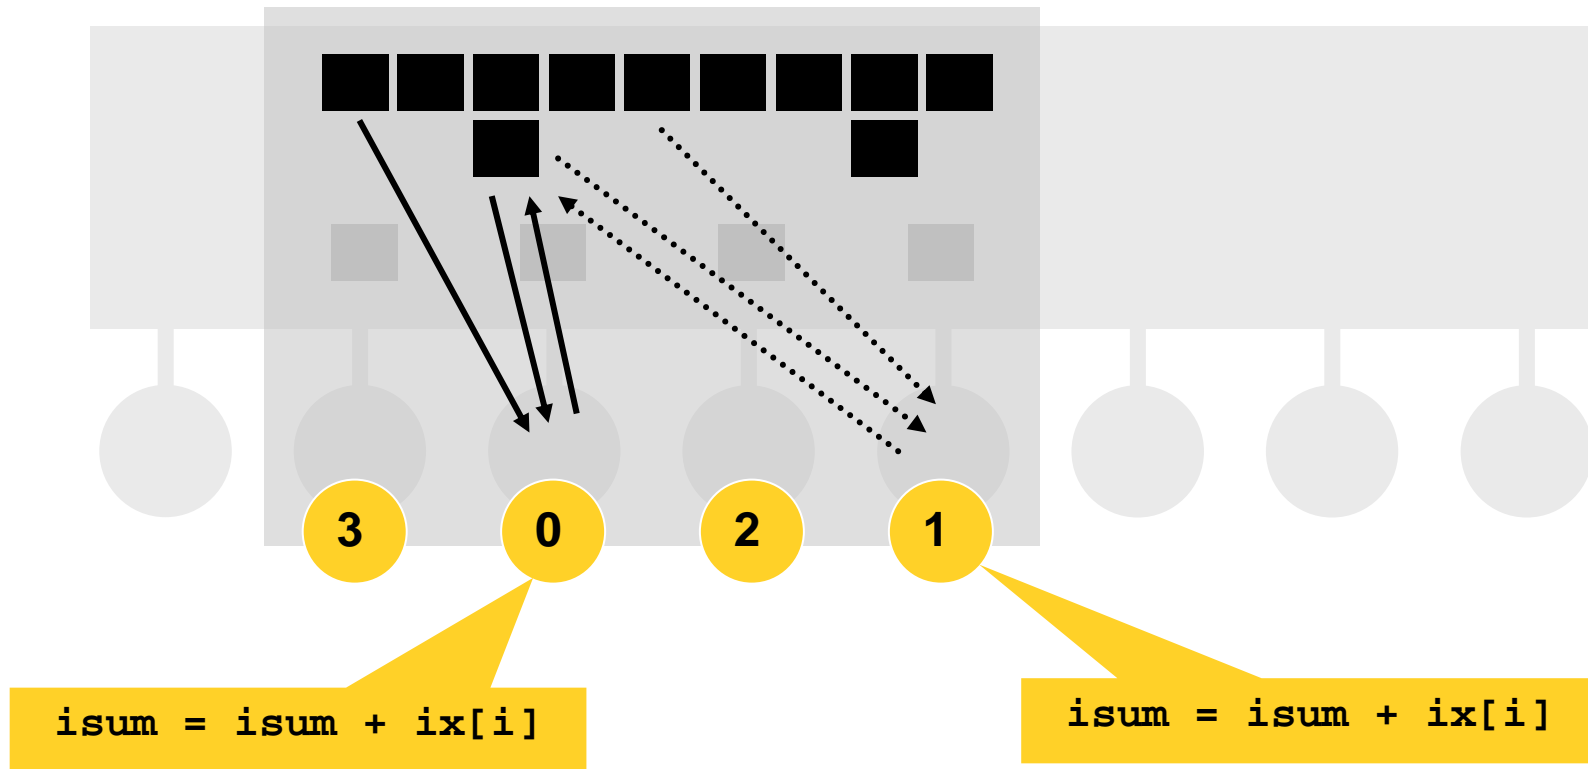 3
0
2
1
isum = isum + ix[i]
isum = isum + ix[i]